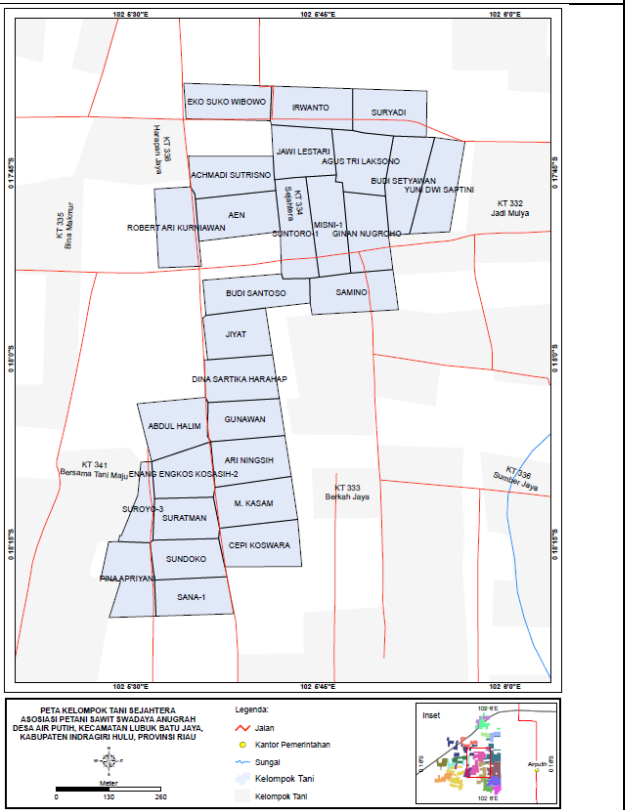 102 5'30"E 102 5'45"E 102 6'0"E
EKO SUKO WIBOWO
IRWANTO
SURYADI
KT 338
Harapan Jaya
JAWI LESTARI
AGUS TRI LAKSONO
0 17'45"S
0 17'45"S
ACHMADI SUTRISNO
BUDI SETYAWAN
YUNI DWI SAPTINI
KT 334
Sejahtera
KT 332
Jadi Mulya
KT 335
Bina Makmur
AEN
ROBERT ARI KURNIAWAN
SUNTORO-1
MISNI-1
GINAN NUGROHO
BUDI SANTOSO
SAMINO
JIYAT
0 18'0"S
0 18'0"S
DINA SARTIKA HARAHAP
ABDUL HALIM
GUNAWAN
KT 341
Bersama Tani Maju
ENANG ENGKOS KOSASIH-2
ARI NINGSIH
KT 333
Berkah Jaya
KT 336
Sumber Jaya
SUROYO-3
SURATMAN
M. KASAM
0 18'15"S
0 18'15"S
CEPI KOSWARA
SUNDOKO
PINA APRIYANI
SANA-1
102 5'30"E 102 5'45"E 102 6'0"E
PETA KELOMPOK TANI SEJAHTERA
ASOSIASI PETANI SAWIT SWADAYA ANUGRAH
DESA AIR PUTIH, KECAMATAN LUBUK BATU JAYA,
KABUPATEN INDRAGIRI HULU, PROVINSI RIAU
Meter
0 130 260
Legenda:
Jalan
Kantor Pemerintahan
Sungai
Kelompok Tani
Kelompok Tani
Inset
102 6'E
0 18'S
0 18'S
Airputih
102 6'E